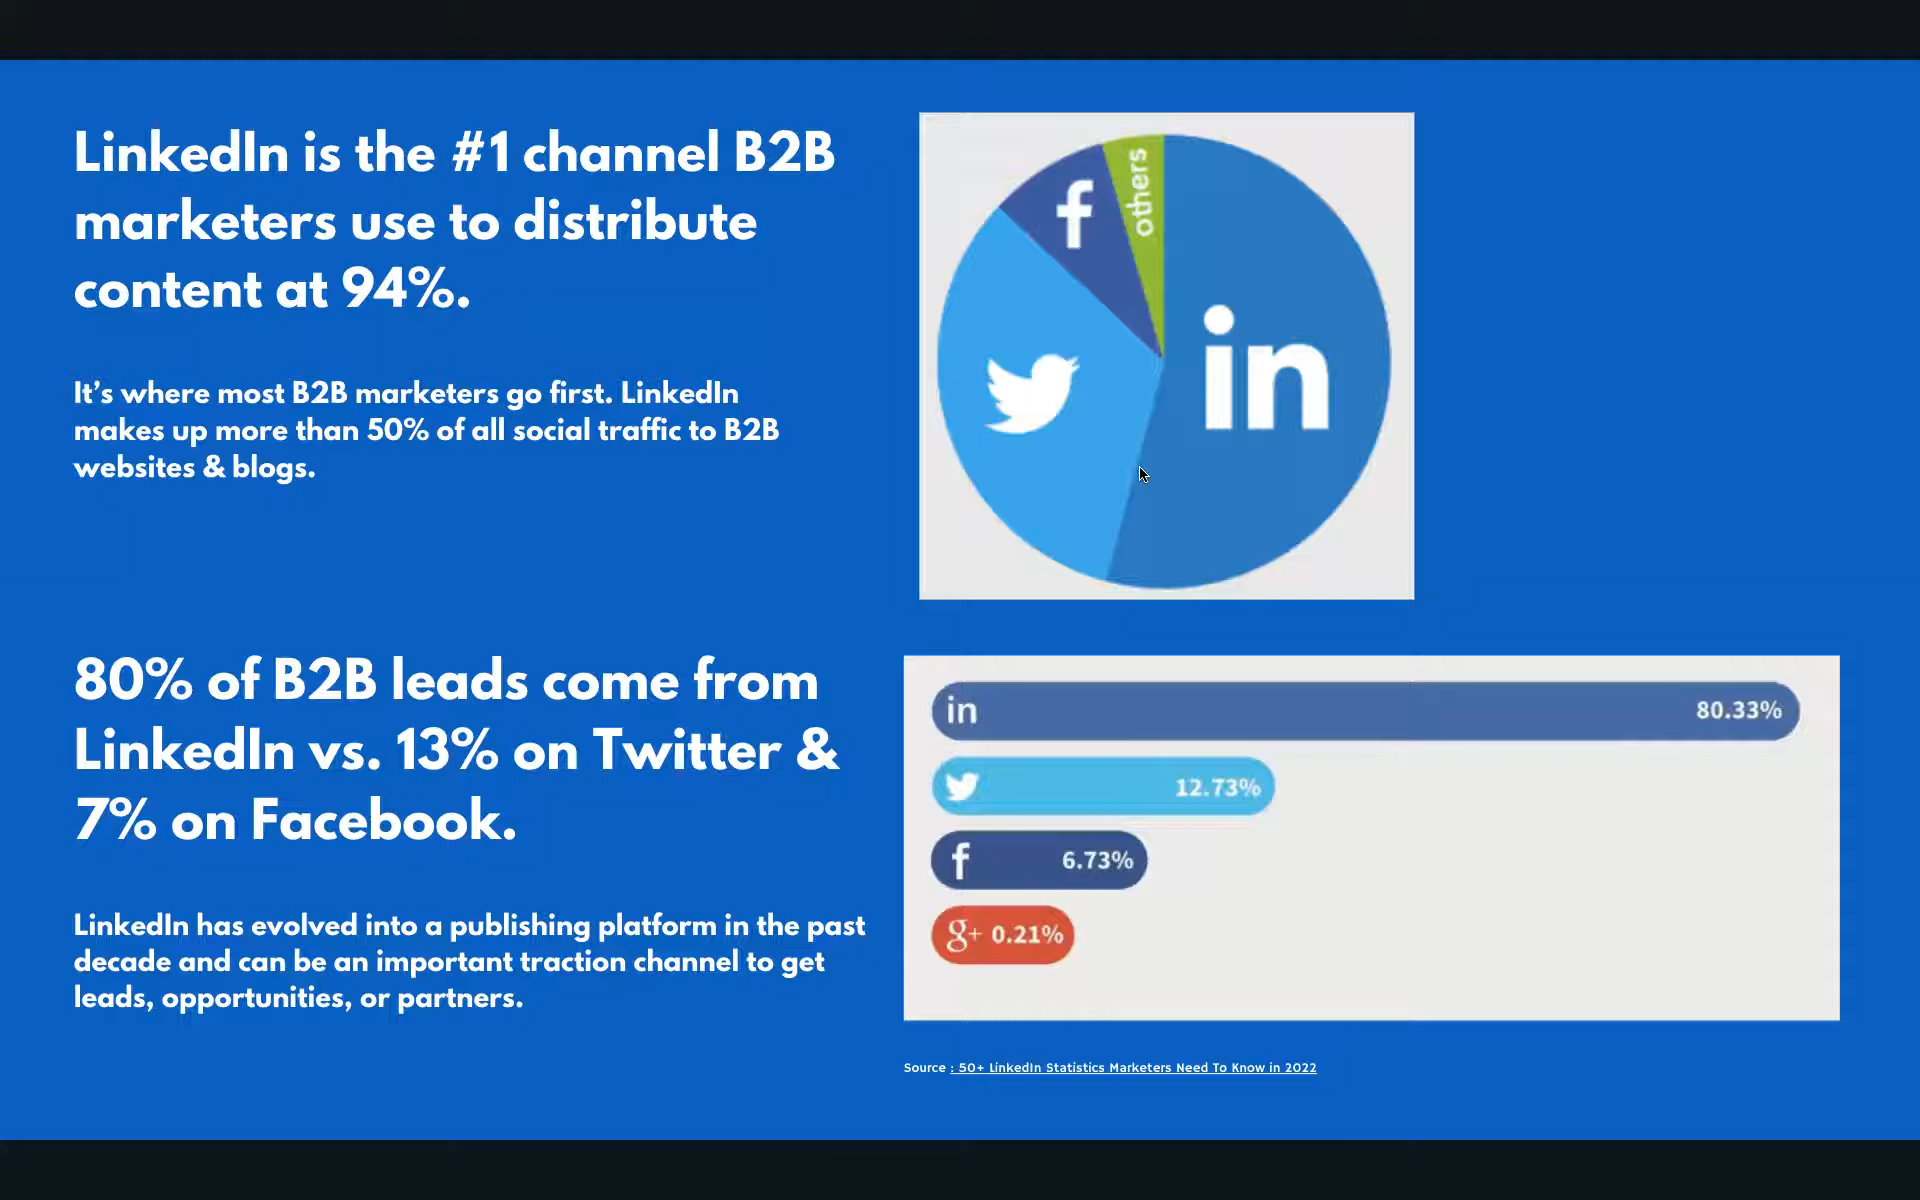 LinkedIn is the #1 channel B2B
marketers use to distribute
content at 94%.
It’s where most B2B marketers go first. LinkedIn
makes up more than 50% of all social traffic to B2B
websites & blogs.
f
others
in
80% of B2B leads come from
LinkedIn vs. 13% on Twitter &
7% on Facebook.
LinkedIn has evolved into a publishing platform in the past
decade and can be an important traction channel to get
leads, opportunities, or partners.
in 80.33%
12.73%
f 6.73%
g+ 0.21%
Source : 50+ LinkedIn Statistics Marketers Need To Know in 2022